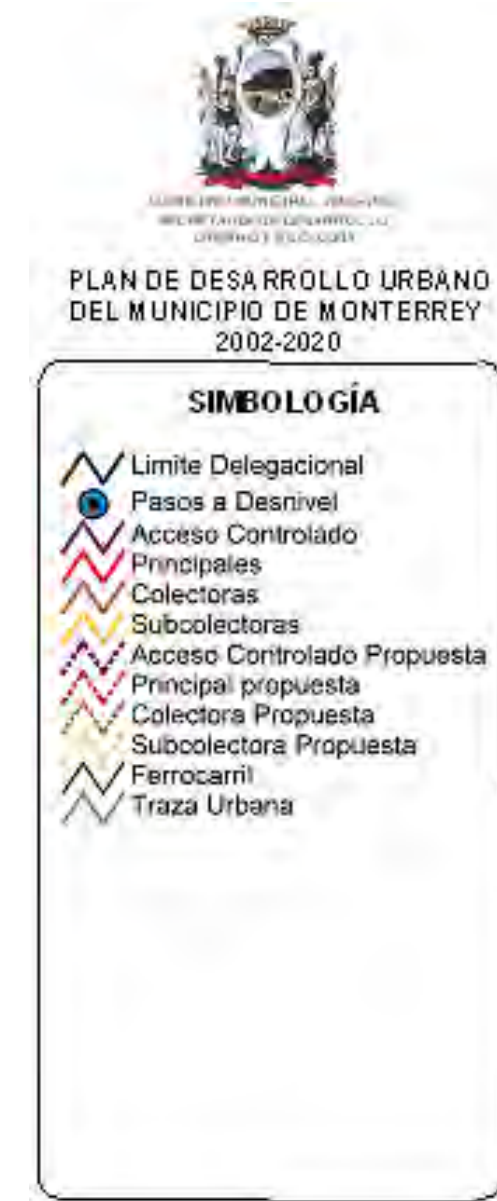 PLAN DE DESARROLLO URBANO
DEL MUNICIPIO DE MONTERREY
2002-2020
SIMBOLOGÍA
Limite Delegacional
Pasos a Desnivel
Acceso Controlado
Principales
Colectoras
Subcolectoras
Acceso Controlado Propuesta
Principal propuesta
Colectora Propuesta
Subcolectora Propuesta
Ferrocarril
Traza Urbana